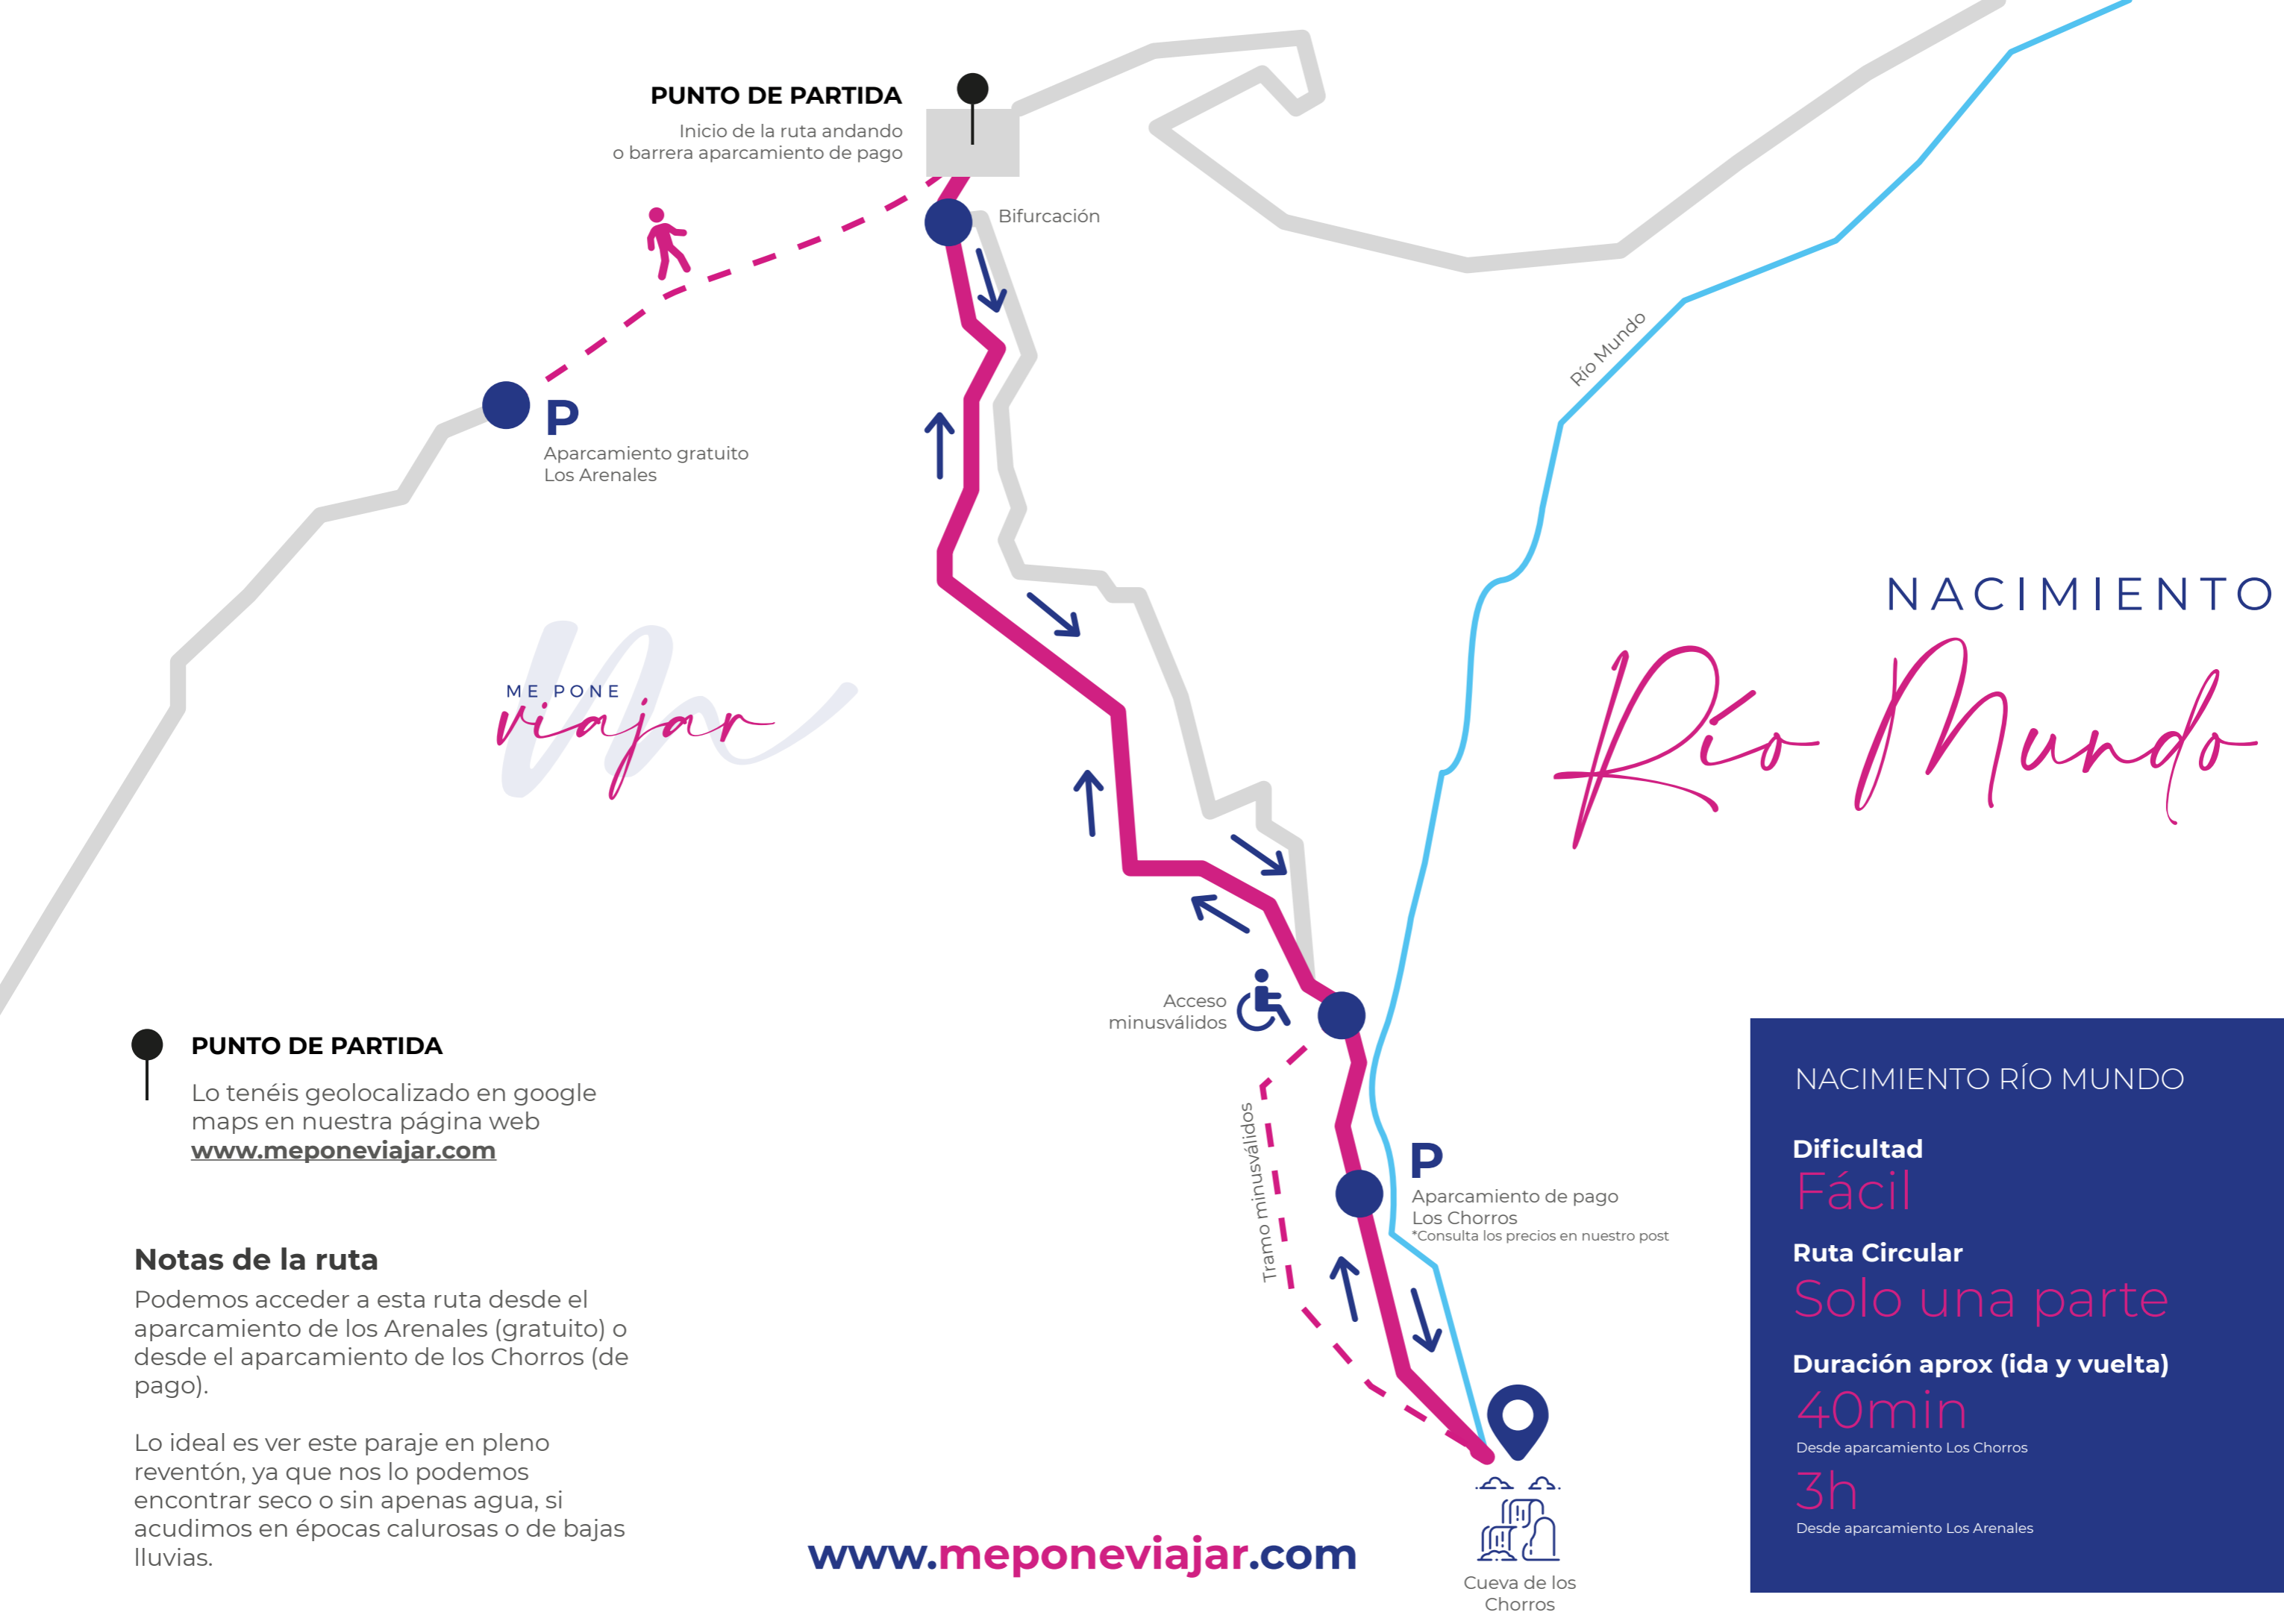 PUNTO DE PARTIDA
Inicio de la ruta andando
o barrera aparcamiento de pago
Bifurcación
Río Mundo
P
Aparcamiento gratuito
Los Arenales
NACIMIENTO
Río Mundo
ME PONE
viajar
Acceso
minusválidos
Tramo minusválidos
P
Aparcamiento de pago
Los Chorros
*Consulta los precios en nuestro post
PUNTO DE PARTIDA
Lo tenéis geolocalizado en google
maps en nuestra página web
www.meponeviajar.com
Notas de la ruta
Podemos acceder a esta ruta desde el
aparcamiento de los Arenales (gratuito) o
desde el aparcamiento de los Chorros (de
pago).
Lo ideal es ver este paraje en pleno
reventón, ya que nos lo podemos
encontrar seco o sin apenas agua, si
acudimos en épocas calurosas o de bajas
lluvias.
www.meponeviajar.com
Cueva de los
Chorros
NACIMIENTO RÍO MUNDO
Dificultad
Fácil
Ruta Circular
Solo una parte
Duración aprox (ida y vuelta)
40min
Desde aparcamiento Los Chorros
3h
Desde aparcamiento Los Arenales